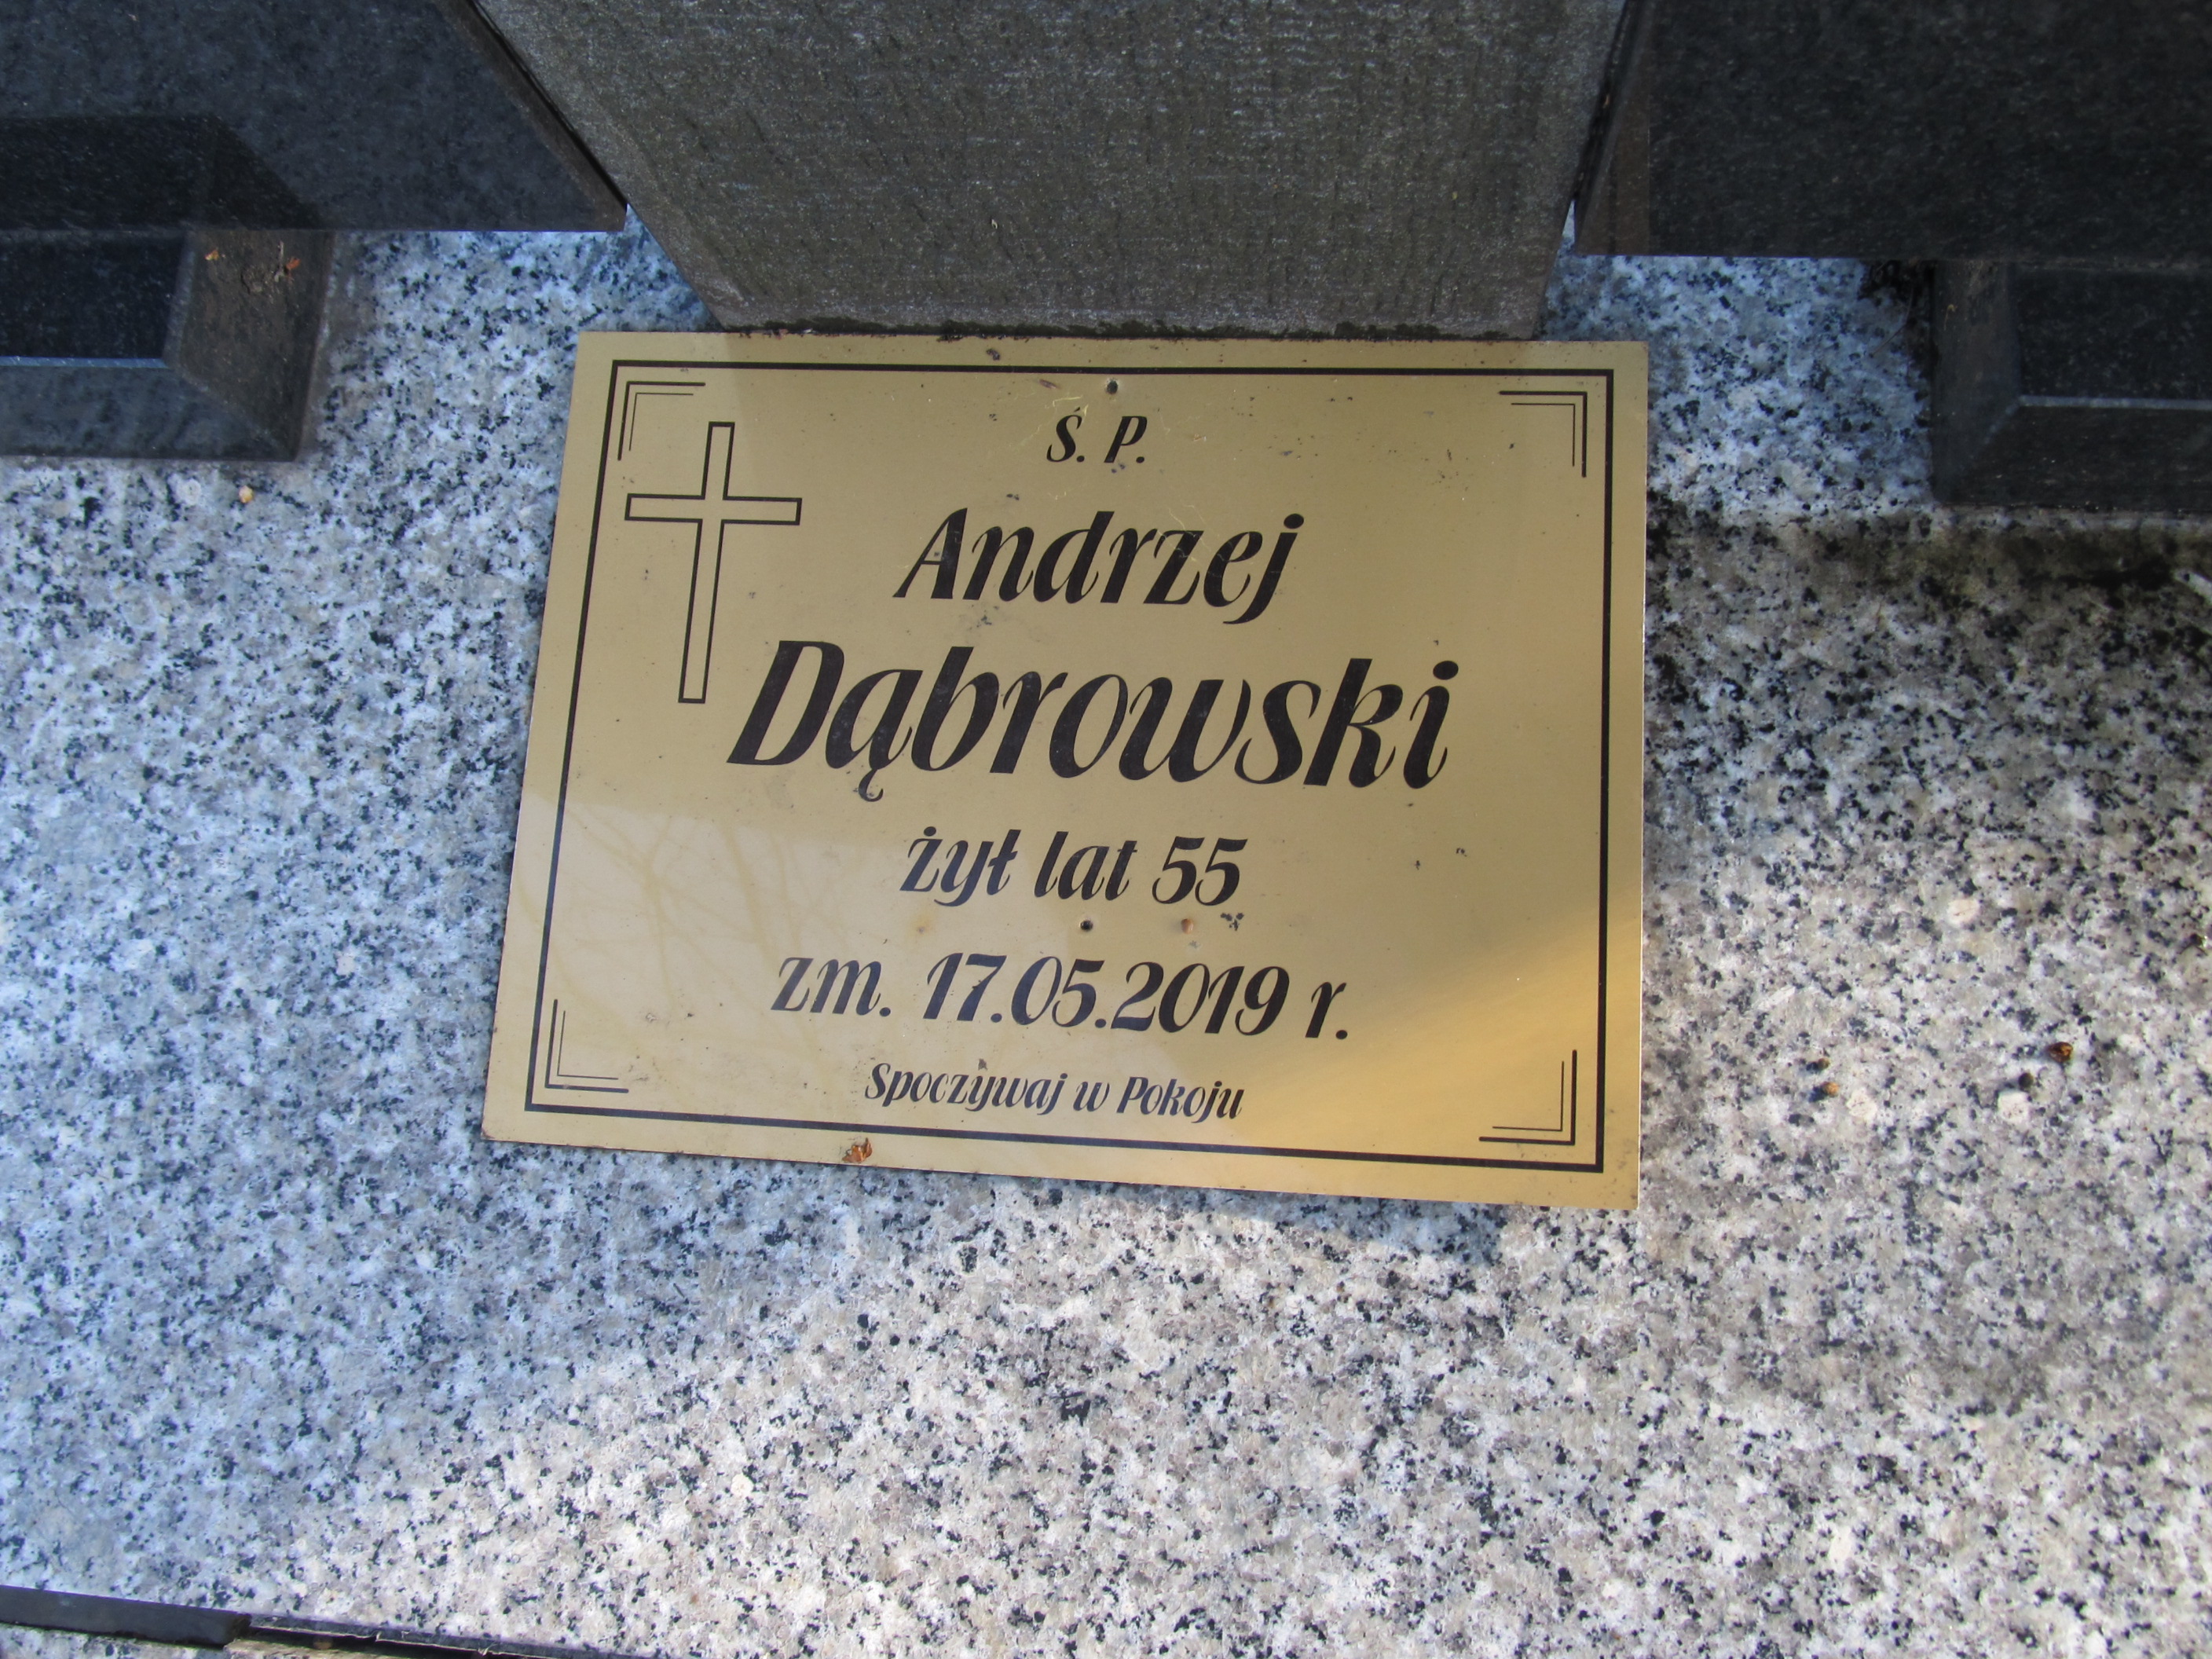 Ś. P.
Andrzej
Dąbrowski
żył lat 55
zm. 17.05.2019 r.
Spoczywaj w Pokoju